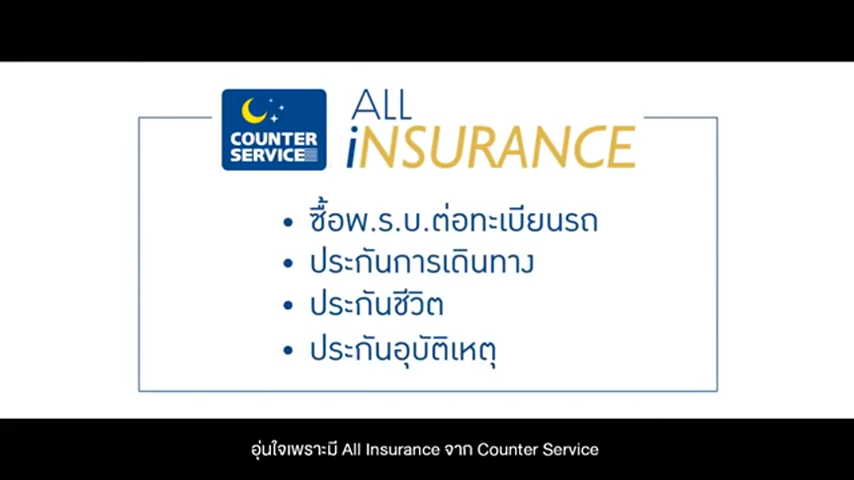 COUNTER
SERVICE
ALL
iNSURANCE
• ซื้อพ.ร.บ.ต่อทะเบียนรถ
• ประกันการเดินทาง
• ประกันชีวิต
• ประกันอุบัติเหตุ
อุ่นใจเพราะมี All Insurance จาก Counter Service